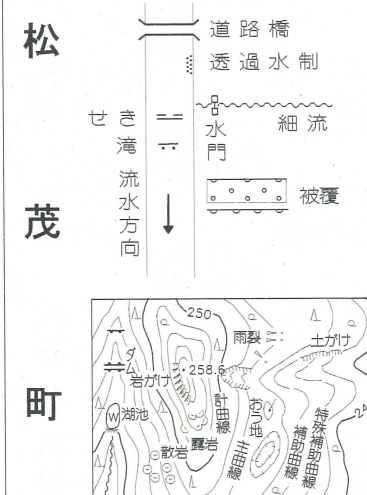 松茂町
道路橋
透過水制
せき
滝
水門
細流
流水方向
被覆
250
雨裂
土がけ
ダム
岩がけ
258.6
計曲線
おう地
主曲線
補助曲線
特殊補助曲線
W
湖池
散岩
露岩